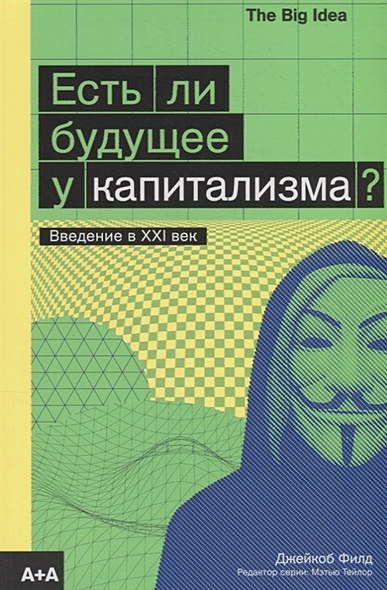 The Big Idea
Есть ли
будущее
у капитализма?
Введение в XXI век
Джейкоб Филд
Редактор серии: Мэтью Тейлор
A+A